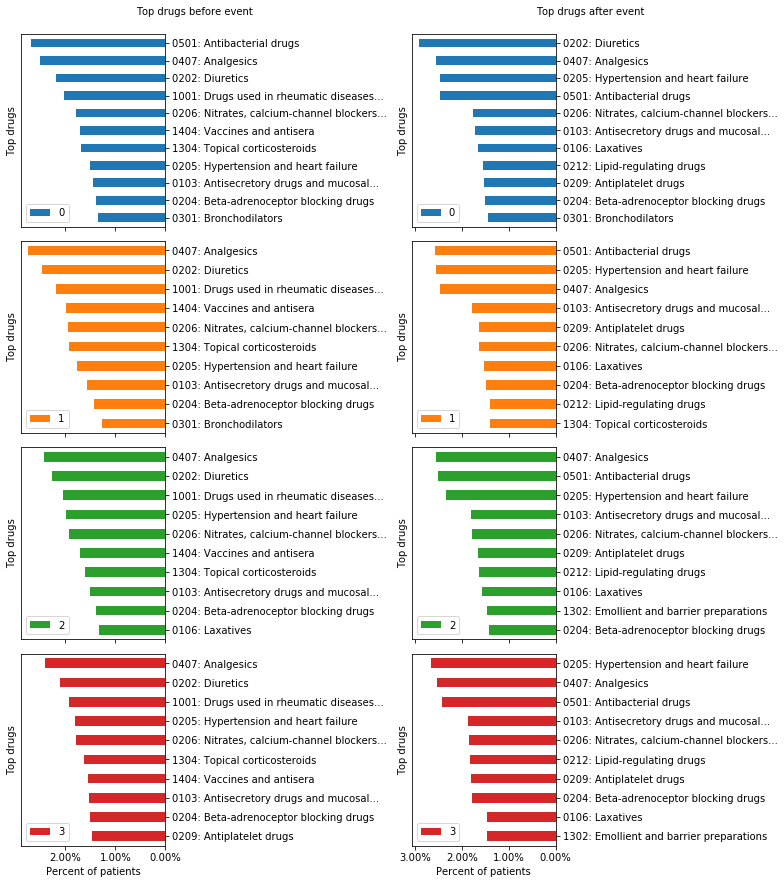 Top drugs before event
Top drugs
0501: Antibacterial drugs
0407: Analgesics
0202: Diuretics
1001: Drugs used in rheumatic diseases...
0206: Nitrates, calcium-channel blockers...
1404: Vaccines and antisera
1304: Topical corticosteroids
0205: Hypertension and heart failure
0103: Antisecretory drugs and mucosal...
0204: Beta-adrenoceptor blocking drugs
0301: Bronchodilators
0
Top drugs
0407: Analgesics
0202: Diuretics
1001: Drugs used in rheumatic diseases...
1404: Vaccines and antisera
0206: Nitrates, calcium-channel blockers...
1304: Topical corticosteroids
0205: Hypertension and heart failure
0103: Antisecretory drugs and mucosal...
0204: Beta-adrenoceptor blocking drugs
0301: Bronchodilators
1
Top drugs
0407: Analgesics
0202: Diuretics
1001: Drugs used in rheumatic diseases...
0205: Hypertension and heart failure
0206: Nitrates, calcium-channel blockers...
1404: Vaccines and antisera
1304: Topical corticosteroids
0103: Antisecretory drugs and mucosal...
0204: Beta-adrenoceptor blocking drugs
0106: Laxatives
2
Top drugs
0407: Analgesics
0202: Diuretics
1001: Drugs used in rheumatic diseases...
0205: Hypertension and heart failure
0206: Nitrates, calcium-channel blockers...
1304: Topical corticosteroids
1404: Vaccines and antisera
0103: Antisecretory drugs and mucosal...
0204: Beta-adrenoceptor blocking drugs
0209: Antiplatelet drugs
3
2.00% 1.00% 0.00%
Percent of patients
Top drugs after event
Top drugs
0202: Diuretics
0407: Analgesics
0205: Hypertension and heart failure
0501: Antibacterial drugs
0206: Nitrates, calcium-channel blockers...
0103: Antisecretory drugs and mucosal...
0106: Laxatives
0212: Lipid-regulating drugs
0209: Antiplatelet drugs
0204: Beta-adrenoceptor blocking drugs
0301: Bronchodilators
0
Top drugs
0501: Antibacterial drugs
0205: Hypertension and heart failure
0407: Analgesics
0103: Antisecretory drugs and mucosal...
0209: Antiplatelet drugs
0206: Nitrates, calcium-channel blockers...
0106: Laxatives
0204: Beta-adrenoceptor blocking drugs
0212: Lipid-regulating drugs
1304: Topical corticosteroids
1
Top drugs
0407: Analgesics
0501: Antibacterial drugs
0205: Hypertension and heart failure
0103: Antisecretory drugs and mucosal...
0206: Nitrates, calcium-channel blockers...
0209: Antiplatelet drugs
0212: Lipid-regulating drugs
0106: Laxatives
1302: Emollient and barrier preparations
0204: Beta-adrenoceptor blocking drugs
2
Top drugs
0205: Hypertension and heart failure
0407: Analgesics
0501: Antibacterial drugs
0103: Antisecretory drugs and mucosal...
0206: Nitrates, calcium-channel blockers...
0212: Lipid-regulating drugs
0209: Antiplatelet drugs
0204: Beta-adrenoceptor blocking drugs
0106: Laxatives
1302: Emollient and barrier preparations
3
3.00% 2.00% 1.00% 0.00%
Percent of patients